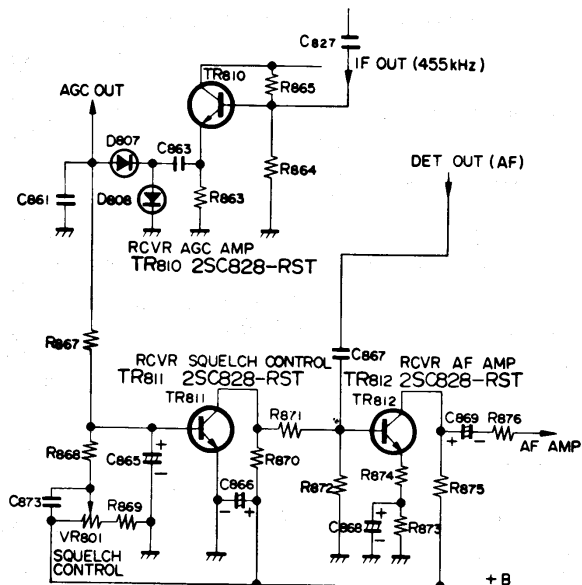 C827
TR810
IF OUT (455kHz)
R865
AGC OUT
D807
C863
R864
DET OUT (AF)
C861
D808
R863
RCVR AGC AMP
TR810 2SC828-RST
R867
C867
RCVR SQUELCH CONTROL
TR811 2SC828-RST
RCVR AF AMP
TR812 2SC828-RST
TR811
TR812
R871
C869
R876
+
-
AF AMP
R868
C865
+
-
R870
R872
R874
R875
C866
-
+
C873
R869
VR801
C868
+
-
R873
SQUELCH
CONTROL
+B